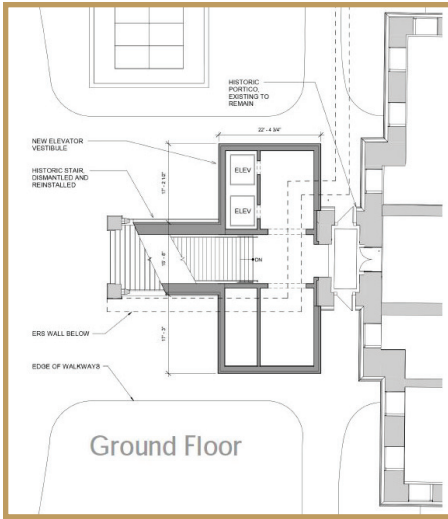 HISTORIC
PORTICO,
EXISTING TO
REMAIN
22' - 4 3/4"
NEW ELEVATOR
VESTIBULE
HISTORIC STAIR,
DISMANTLED AND
REINSTALLED
17' - 2 1/2"
ELEV
ELEV
DN
17' - 3"
ERS WALL BELOW
EDGE OF WALKWAYS
Ground Floor